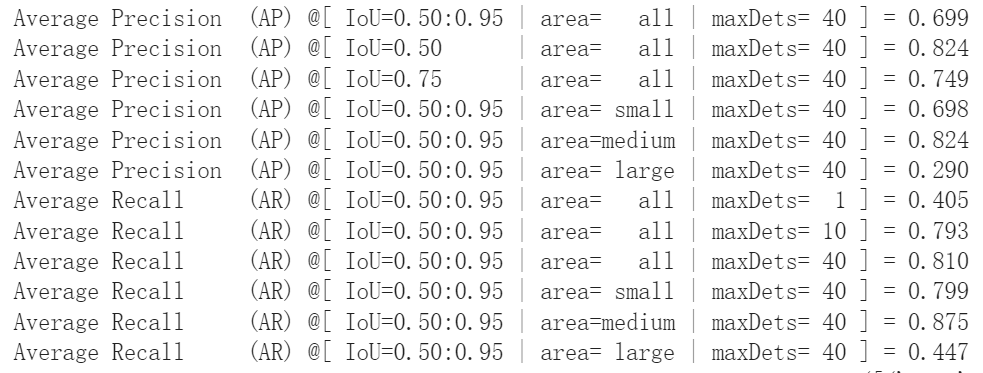 Average Precision  (AP) @[ IoU=0.50:0.95 | area=   all | maxDets= 40 ] = 0.699
Average Precision  (AP) @[ IoU=0.50      | area=   all | maxDets= 40 ] = 0.824
Average Precision  (AP) @[ IoU=0.75      | area=   all | maxDets= 40 ] = 0.749
Average Precision  (AP) @[ IoU=0.50:0.95 | area= small | maxDets= 40 ] = 0.698
Average Precision  (AP) @[ IoU=0.50:0.95 | area=medium | maxDets= 40 ] = 0.824
Average Precision  (AP) @[ IoU=0.50:0.95 | area= large | maxDets= 40 ] = 0.290
Average Recall     (AR) @[ IoU=0.50:0.95 | area=   all | maxDets=  1 ] = 0.405
Average Recall     (AR) @[ IoU=0.50:0.95 | area=   all | maxDets= 10 ] = 0.793
Average Recall     (AR) @[ IoU=0.50:0.95 | area=   all | maxDets= 40 ] = 0.810
Average Recall     (AR) @[ IoU=0.50:0.95 | area= small | maxDets= 40 ] = 0.799
Average Recall     (AR) @[ IoU=0.50:0.95 | area=medium | maxDets= 40 ] = 0.875
Average Recall     (AR) @[ IoU=0.50:0.95 | area= large | maxDets= 40 ] = 0.447